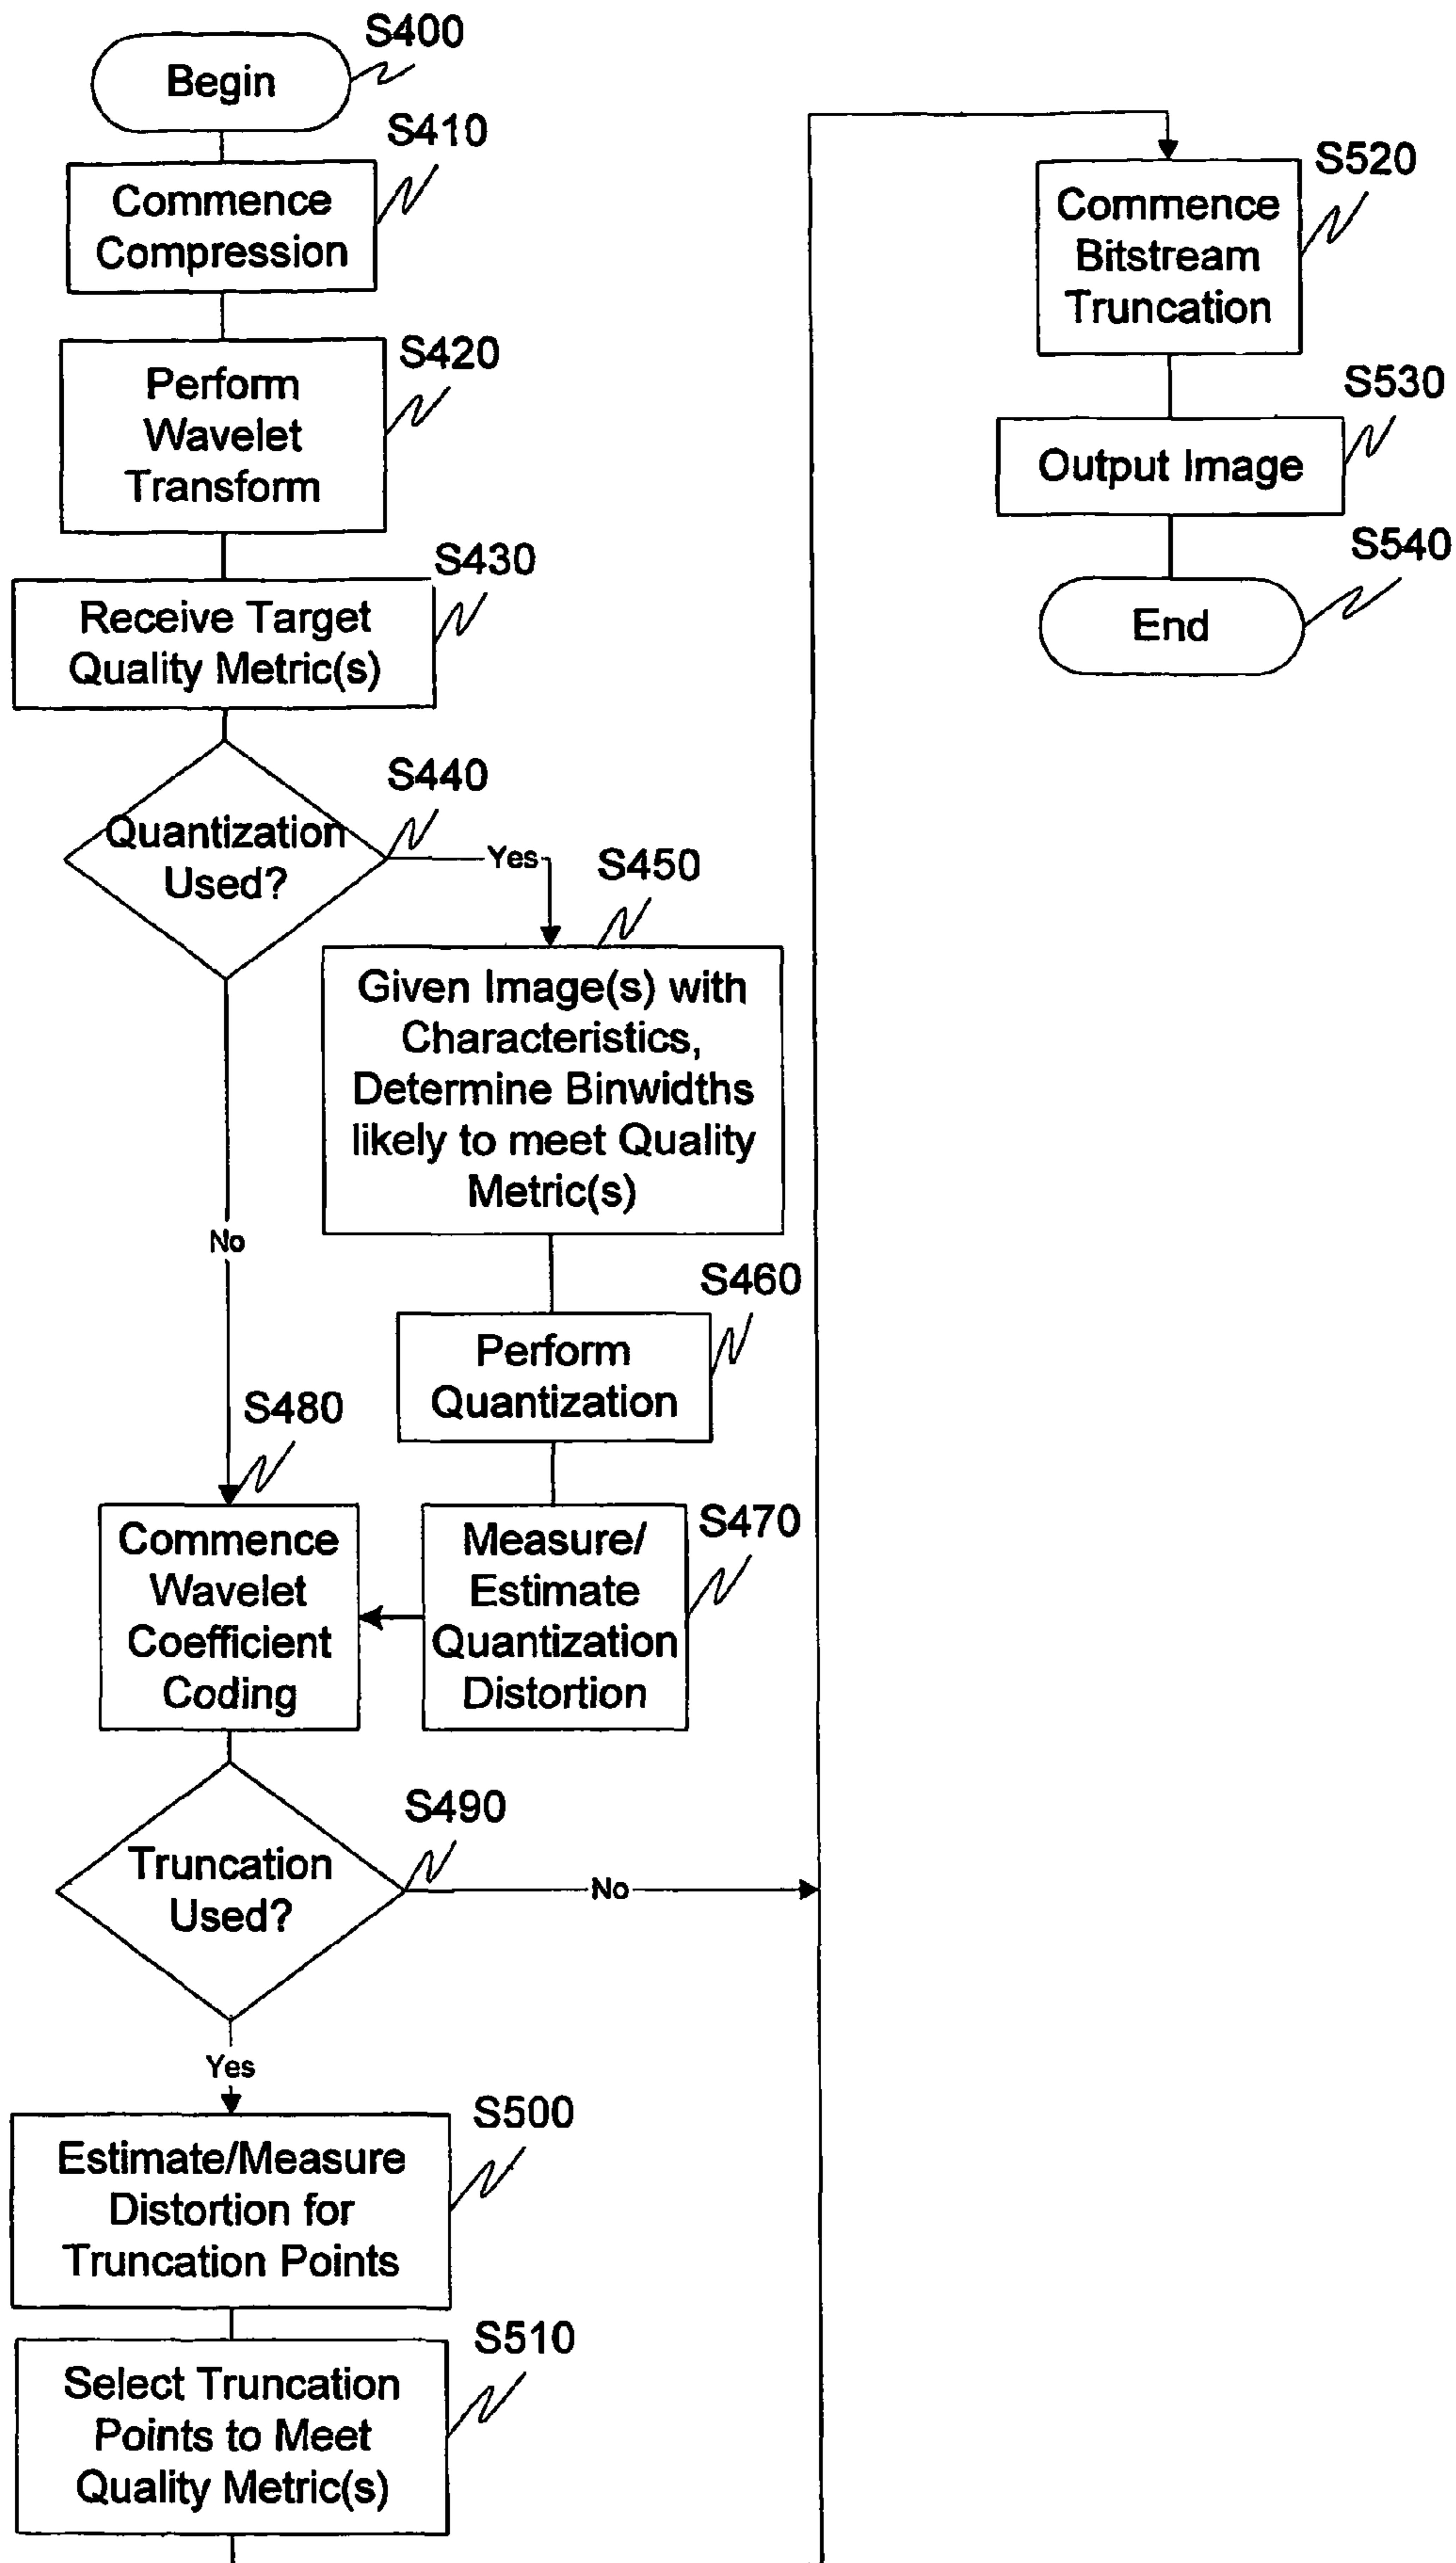 S400
Begin
S410
Commence
Compression
S420
Perform
Wavelet
Transform
S430
Receive Target
Quality Metric(s)
S440
Quantization
Used?
Yes
S450
Given Image(s) with
Characteristics,
Determine Binwidths
likely to meet Quality
Metric(s)
No
S460
Perform
Quantization
S470
Measure/
Estimate
Quantization
Distortion
S480
Commence
Wavelet
Coefficient
Coding
S490
Truncation
Used?
No
Yes
S500
Estimate/Measure
Distortion for
Truncation Points
S510
Select Truncation
Points to Meet
Quality Metric(s)
S520
Commence
Bitstream
Truncation
S530
Output Image
S540
End